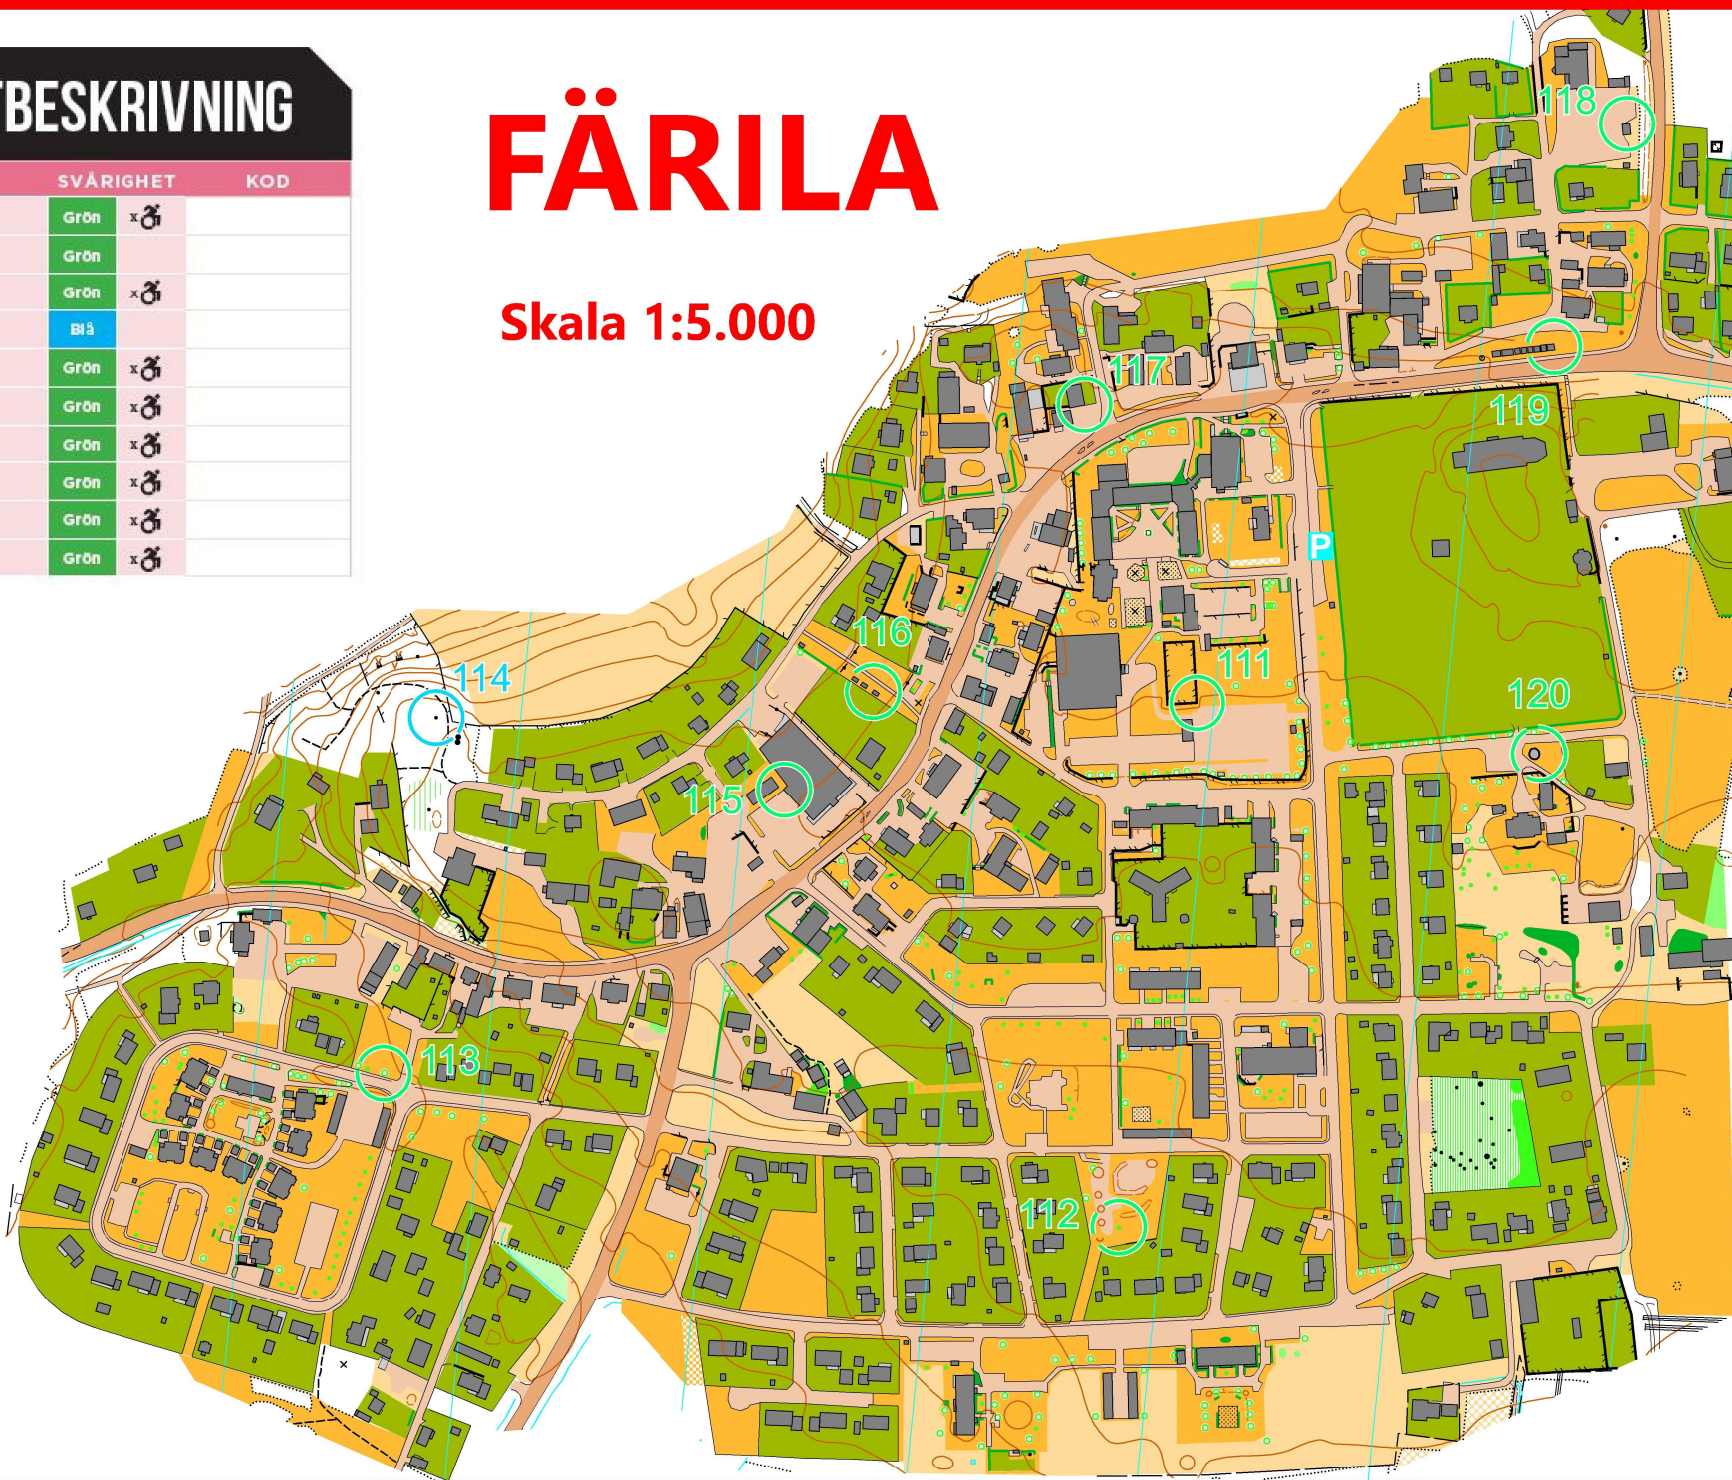 TBESKRIVNING
SVÅRIGHET KOD
Grön x
Grön
Grön x
Blå
Grön x
Grön x
Grön x
Grön x
Grön x
Grön x
FÄRILA
Skala 1:5.000
118
117
119
P
116
111
114
120
115
113
112